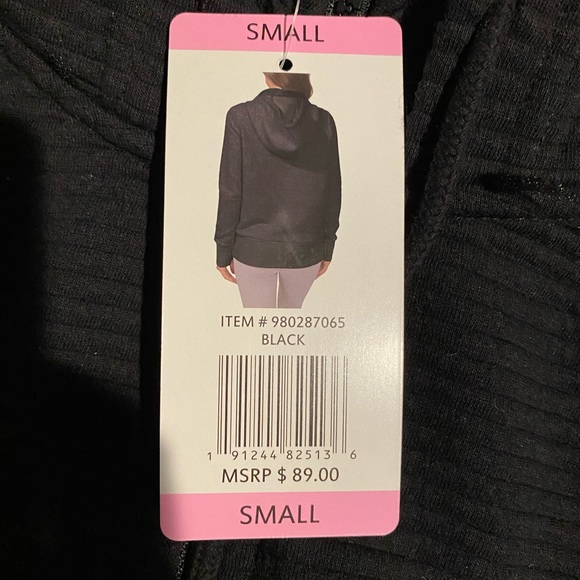 SMALL
ITEM # 980287065
BLACK
1 91244 82513 6
MSRP $ 89.00
SMALL